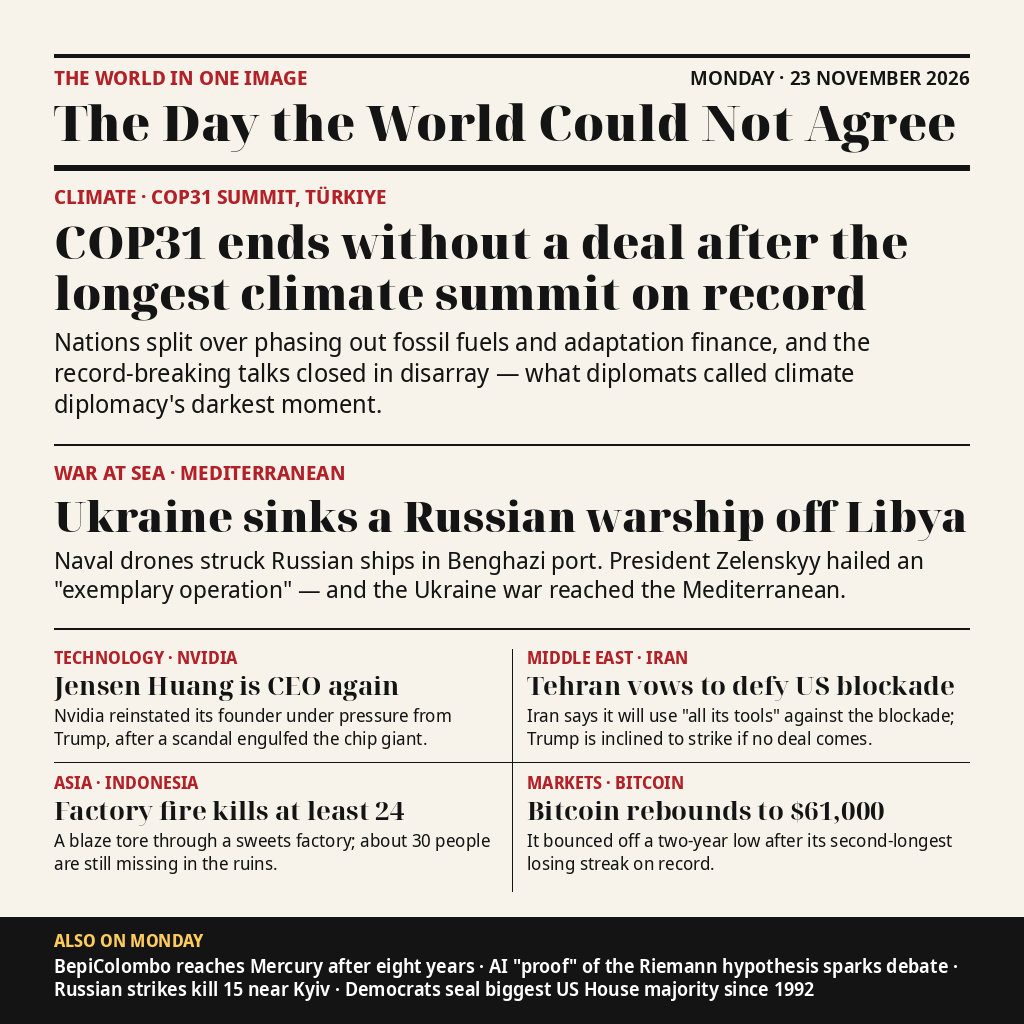 THE WORLD IN ONE IMAGE
MONDAY · 23 NOVEMBER 2026
The Day the World Could Not Agree
CLIMATE · COP31 SUMMIT, TÜRKIYE
COP31 ends without a deal after the
longest climate summit on record
Nations split over phasing out fossil fuels and adaptation finance, and the
record-breaking talks closed in disarray — what diplomats called climate
diplomacy's darkest moment.
WAR AT SEA · MEDITERRANEAN
Ukraine sinks a Russian warship off Libya
Naval drones struck Russian ships in Benghazi port. President Zelenskyy hailed an
"exemplary operation" — and the Ukraine war reached the Mediterranean.
TECHNOLOGY · NVIDIA
Jensen Huang is CEO again
Nvidia reinstated its founder under pressure from
Trump, after a scandal engulfed the chip giant.
MIDDLE EAST · IRAN
Tehran vows to defy US blockade
Iran says it will use "all its tools" against the blockade;
Trump is inclined to strike if no deal comes.
ASIA · INDONESIA
Factory fire kills at least 24
A blaze tore through a sweets factory; about 30 people
are still missing in the ruins.
MARKETS · BITCOIN
Bitcoin rebounds to $61,000
It bounced off a two-year low after its second-longest
losing streak on record.
ALSO ON MONDAY
BepiColombo reaches Mercury after eight years · AI "proof" of the Riemann hypothesis sparks debate ·
Russian strikes kill 15 near Kyiv · Democrats seal biggest US House majority since 1992